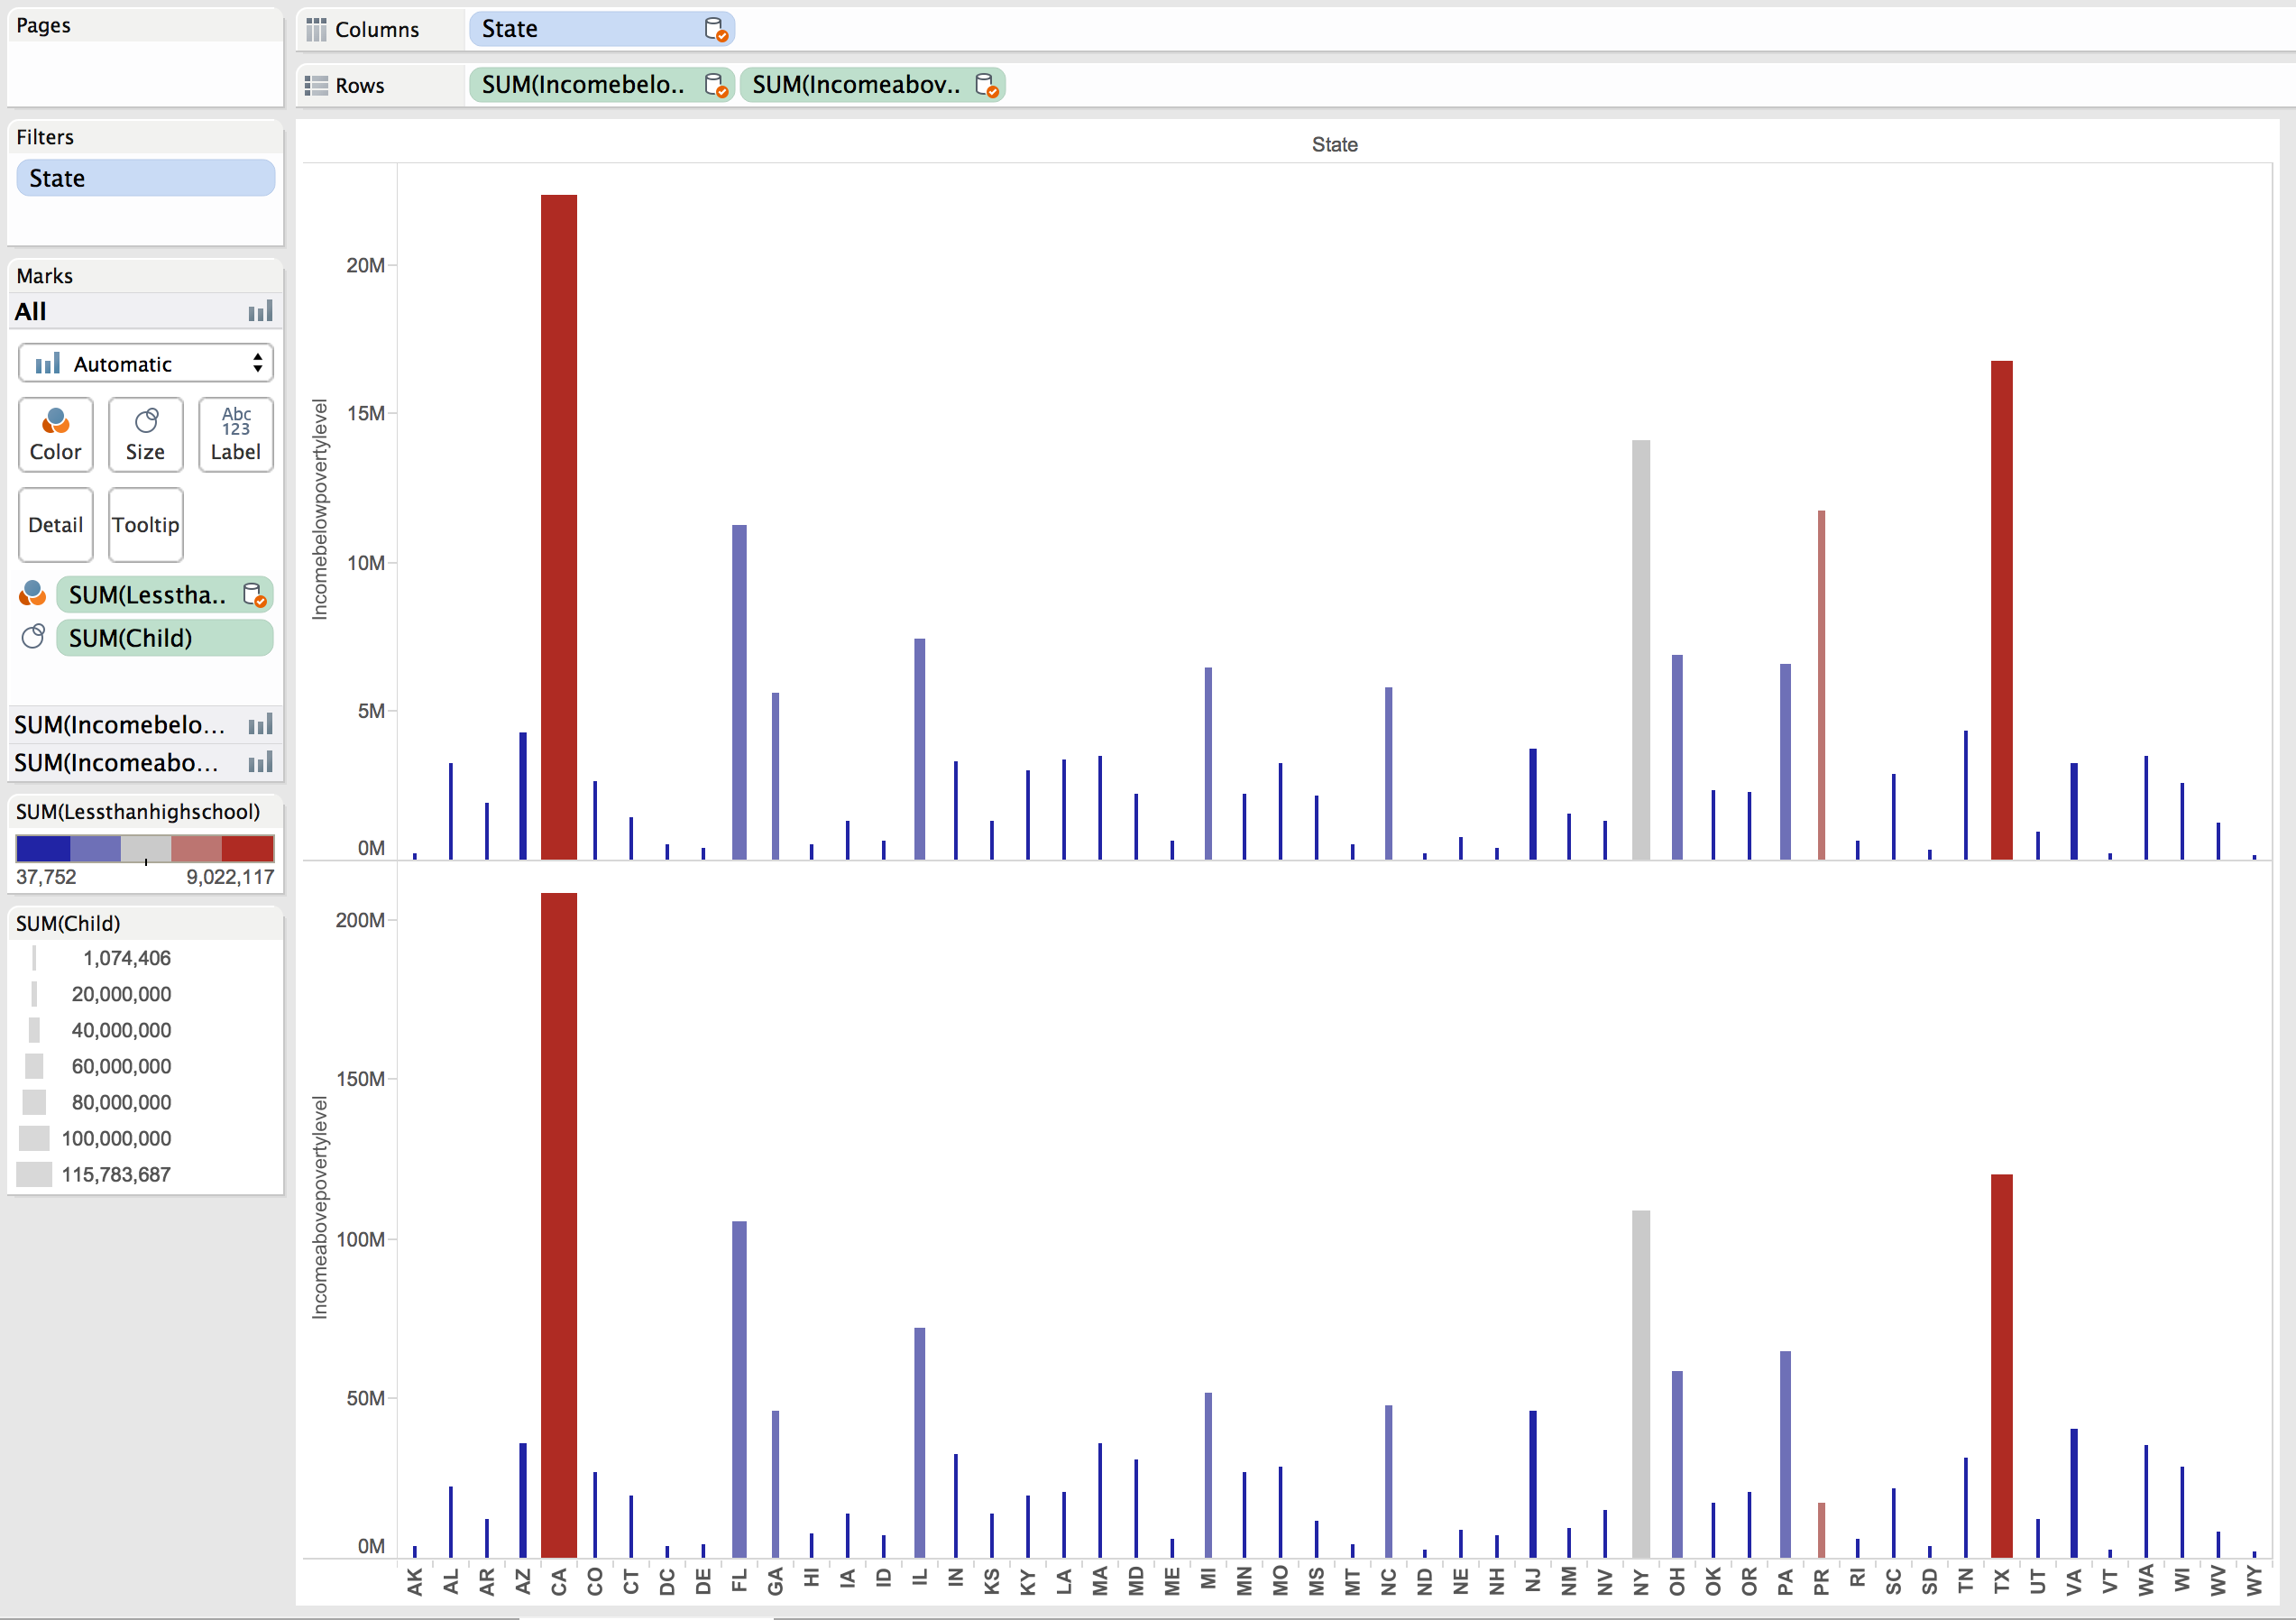 Pages
Columns
State
Rows
SUM(Incomebelo..
SUM(Incomeabov..
Filters
State
Marks
All
Automatic
Color
Size
Abc
123
Label
Detail
Tooltip
SUM(Lesstha..
SUM(Child)
SUM(Incomebelo...
SUM(Incomeabo...
SUM(Lessthanhighschool)
37,752
9,022,117
SUM(Child)
1,074,406
20,000,000
40,000,000
60,000,000
80,000,000
100,000,000
115,783,687
State
Incomebelowpovertylevel
20M
15M
10M
5M
0M
Incomeabovepovertylevel
200M
150M
100M
50M
0M
AK AL AR AZ CA CO CT DC DE FL GA HI IA ID IL IN KS KY LA MA MD ME MI MN MO MS MT NC ND NE NH NJ NM NV NY OH OK OR PA PR RI SC SD TN TX UT VA VT WA WI WV WY